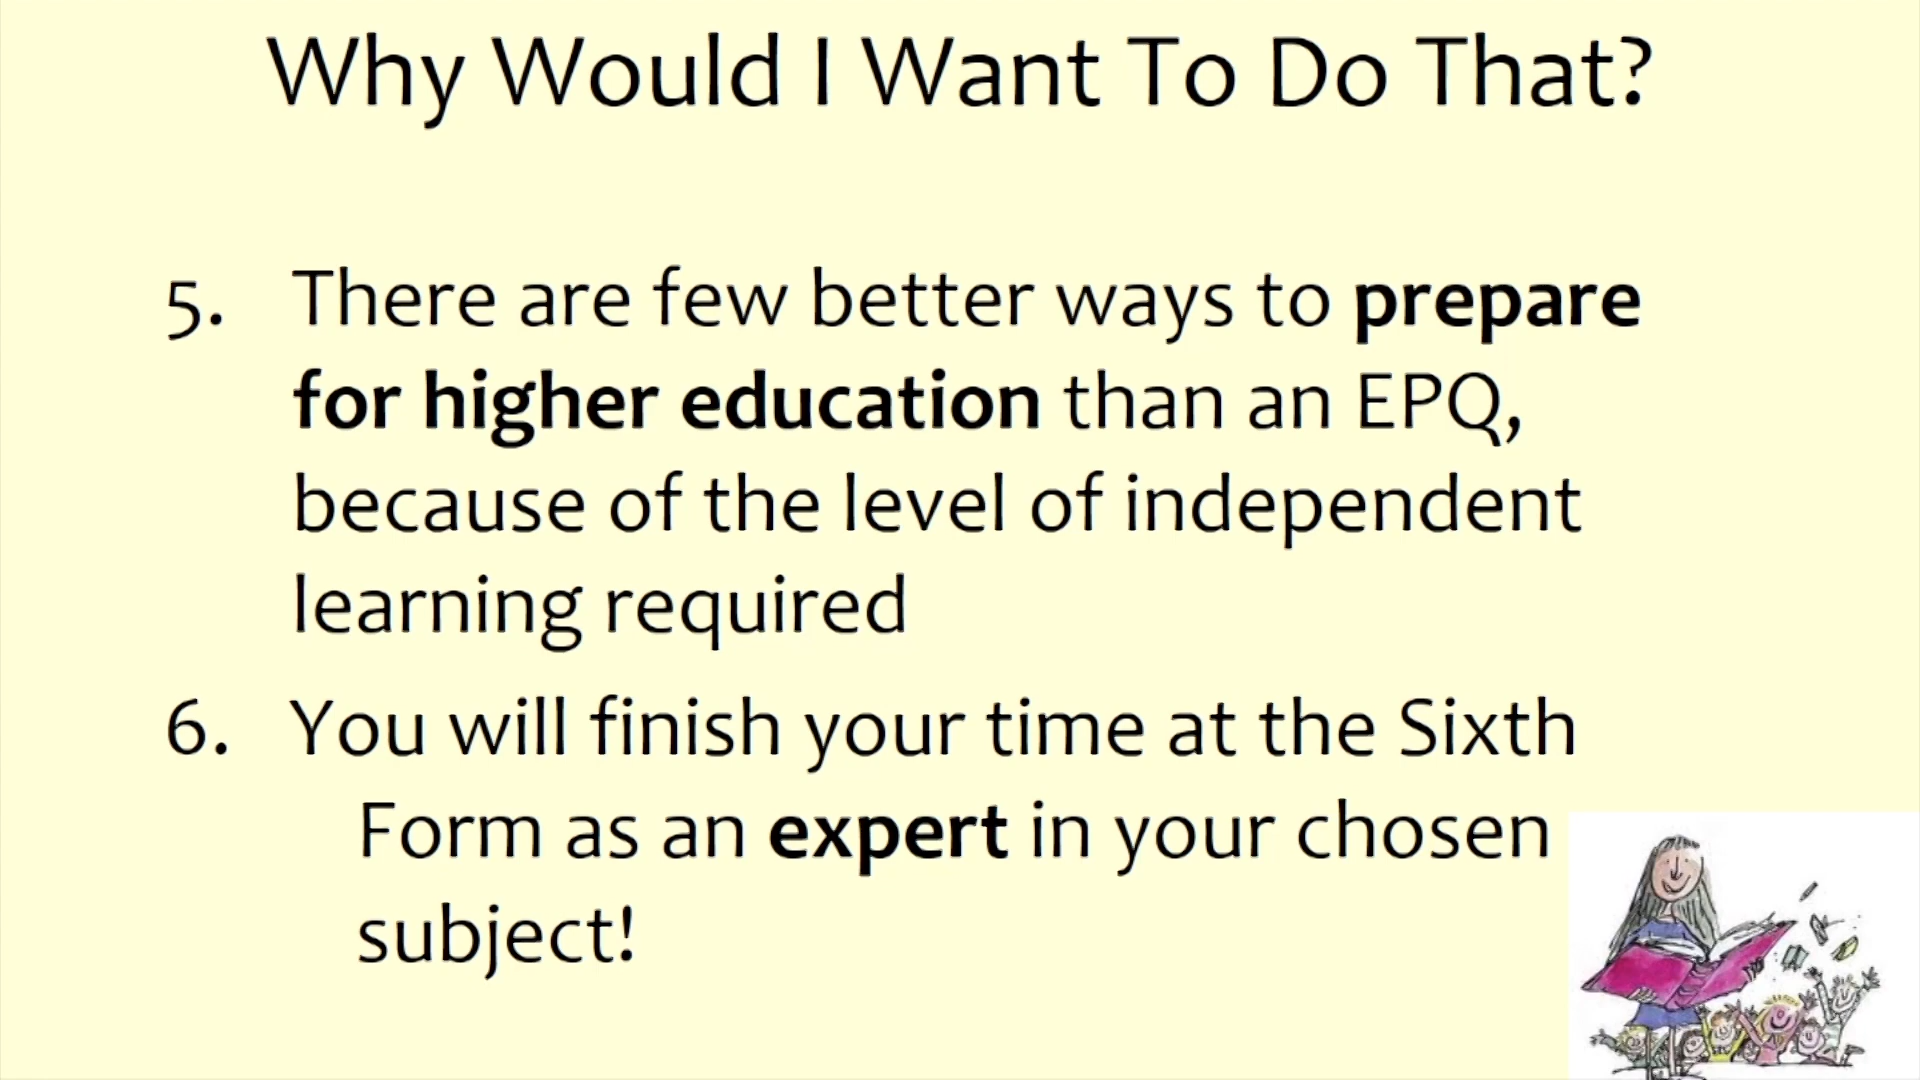 Why Would I Want To Do That?
5. There are few better ways to prepare
for higher education than an EPQ,
because of the level of independent
learning required
6. You will finish your time at the Sixth
Form as an expert in your chosen
subject!